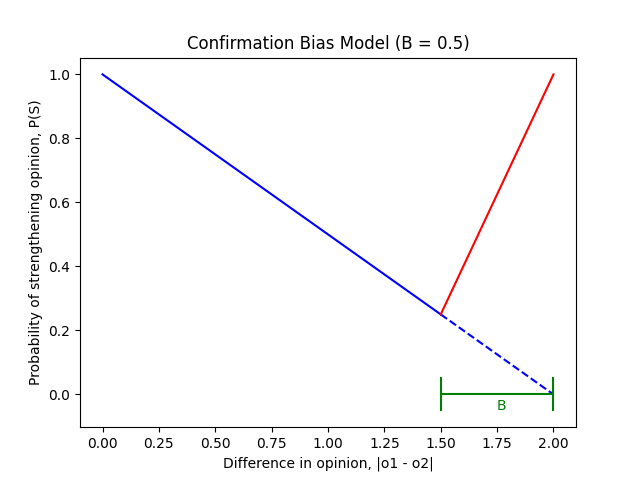 Confirmation Bias Model (B = 0.5)
Probability of strengthening opinion, P(S)
1.0
0.8
0.6
0.4
0.2
0.0
B
0.00 0.25 0.50 0.75 1.00 1.25 1.50 1.75 2.00
Difference in opinion, |o1 - o2|